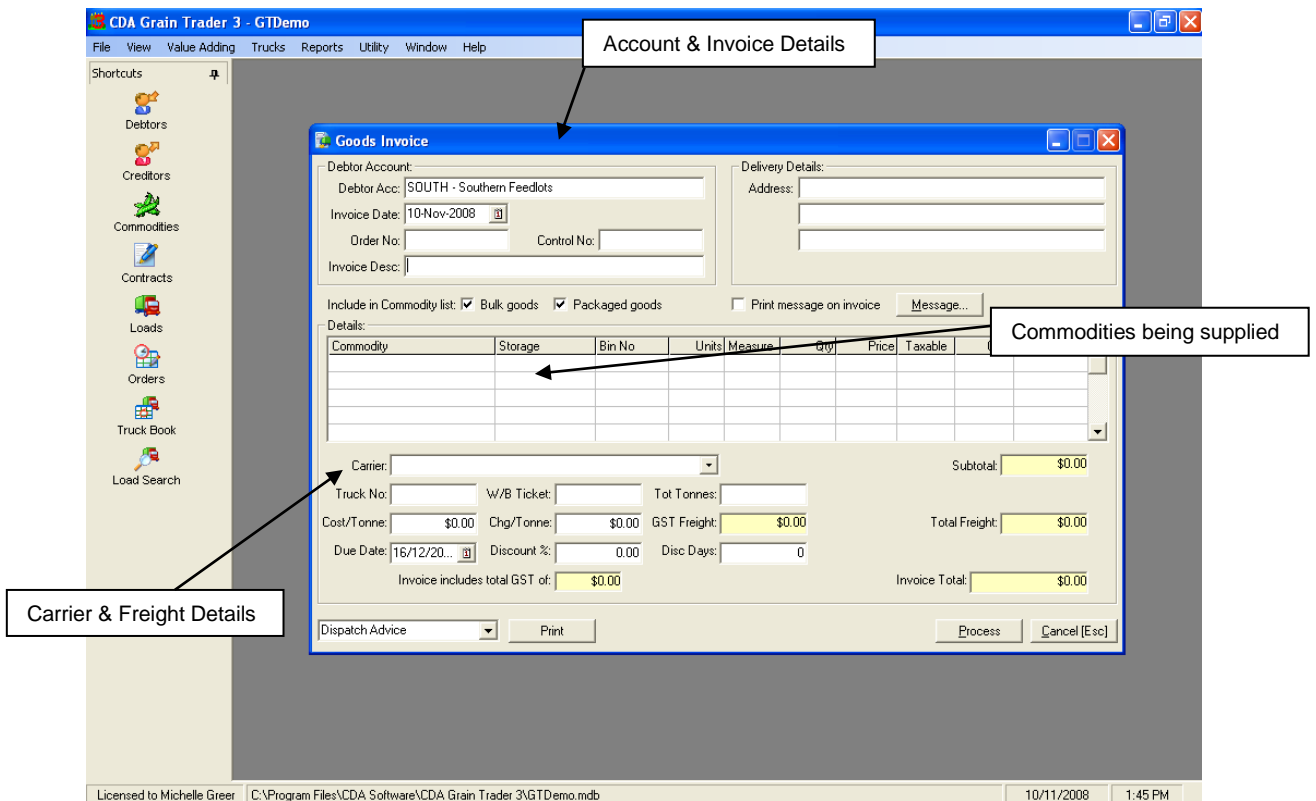 CDA Grain Trader 3 - GTDemo
File View Value Adding Trucks Reports Utility Window Help
Account & Invoice Details
Shortcuts
Debtors
Creditors
Commodities
Contracts
Loads
Orders
Truck Book
Load Search
Goods Invoice
Debtor Account:
Debtor Acc: SOUTH - Southern Feedlots
Invoice Date: 10-Nov-2008
Order No: Control No:
Invoice Desc:
Delivery Details:
Address:
Include in Commodity list: Bulk goods Packaged goods
Print message on invoice Message...
Commodities being supplied
Details:
Commodity Storage Bin No Units Measure Qty Price Taxable
Carrier: Subtotal: $0.00
Truck No: W/B Ticket: Tot Tonnes:
Cost/Tonne: $0.00 Chg/Tonne: $0.00 GST Freight: $0.00 Total Freight: $0.00
Due Date: 16/12/20... Discount %: 0.00 Disc Days: 0
Invoice includes total GST of: $0.00 Invoice Total: $0.00
Carrier & Freight Details
Dispatch Advice Print Process Cancel [Esc]
Licensed to Michelle Greer C:\Program Files\CDA Software\CDA Grain Trader 3\GTDemo.mdb 10/11/2008 1:45 PM